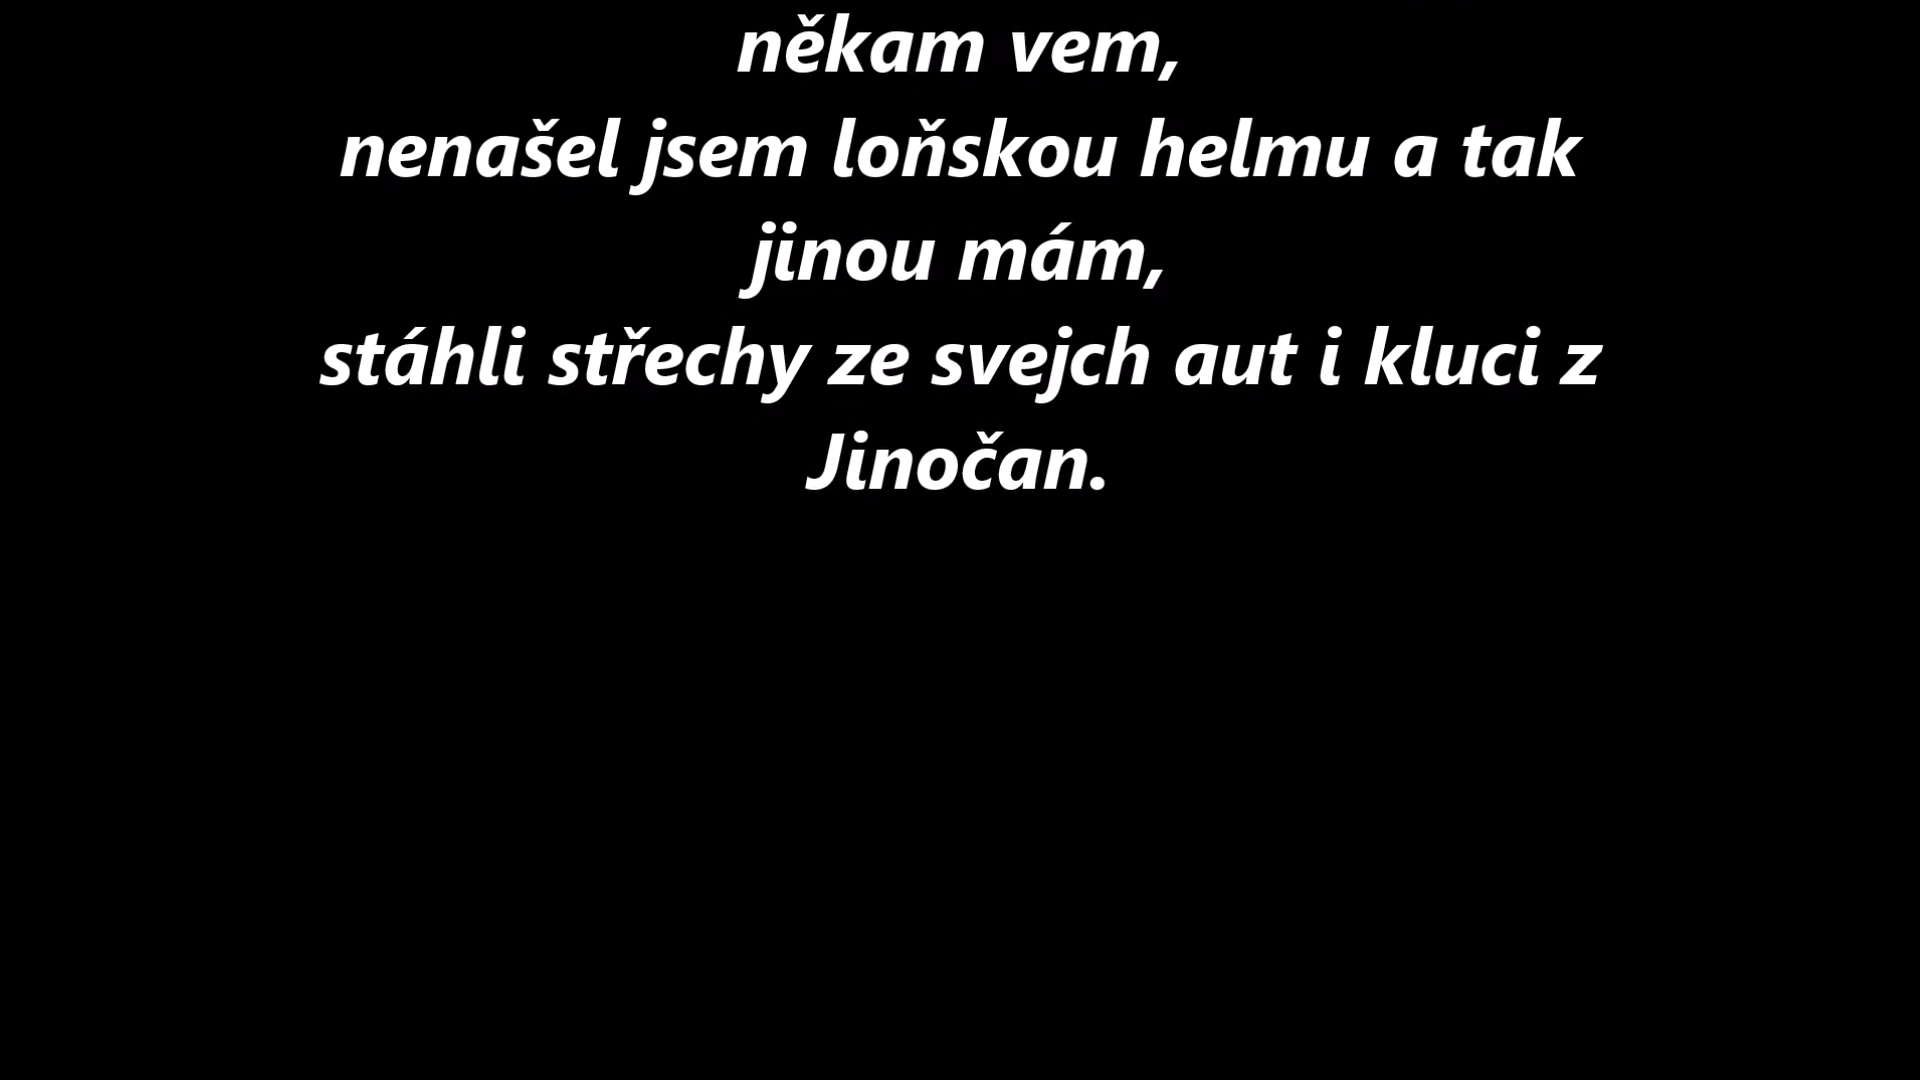 někam vem,
nenašel jsem loňskou helmu a tak
jinou mám,
stáhli střechy ze svejch aut i kluci z
Jinočan.